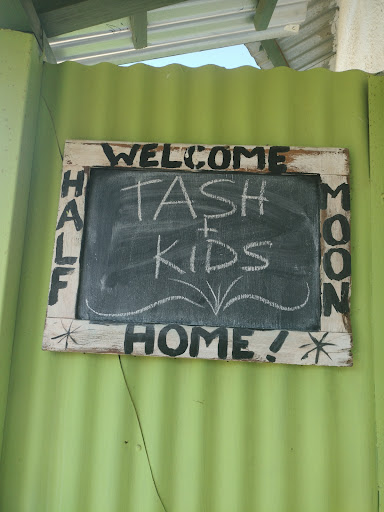 WELCOME
HALF
MOON
TASH
+
KIDS
HOME!